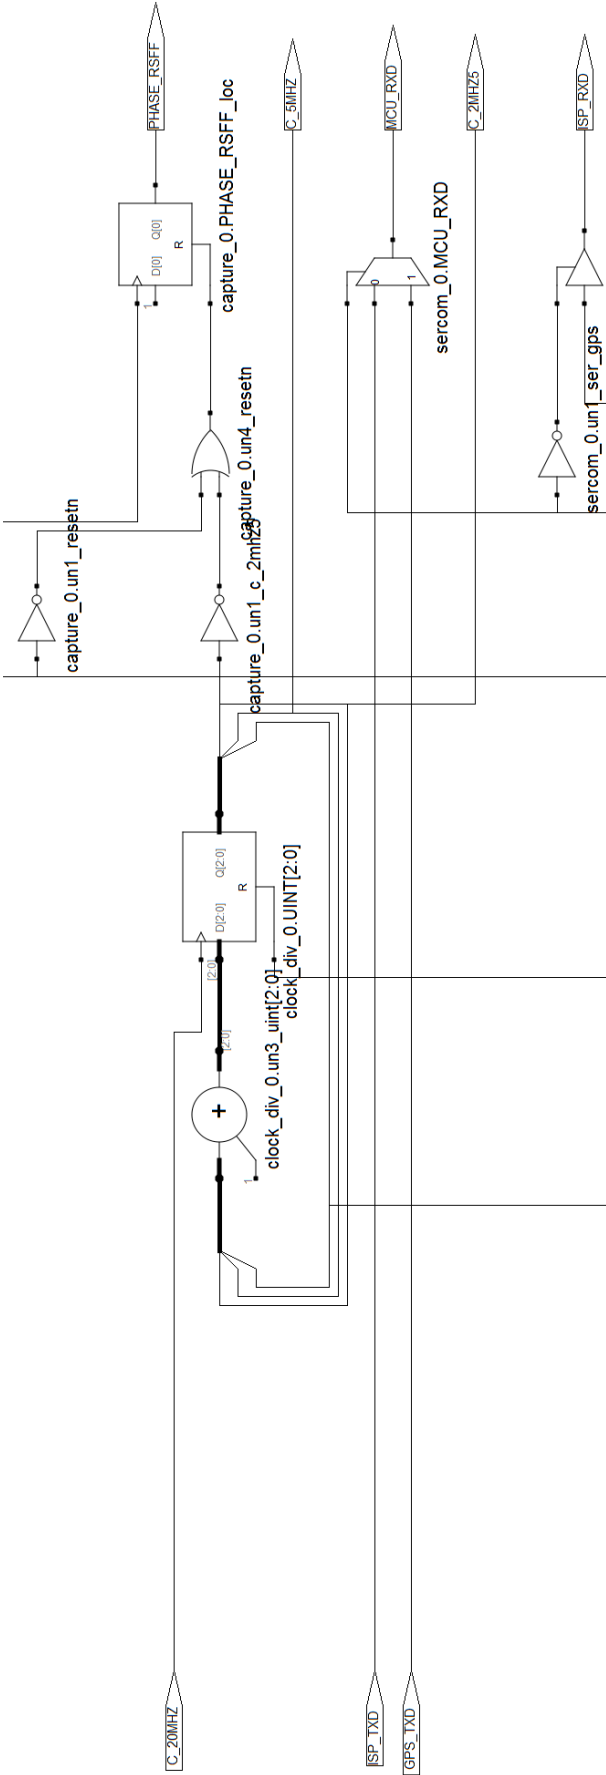 PHASE_RSFF
C_5MHZ
MCU_RXD
C_2MHZ5
ISP_RXD
Q[0]
D[0]
R
1
capture_0.PHASE_RSFF_loc
0
1
sercom_0.MCU_RXD
capture_0.un4_resetn
sercom_0.un1_ser_gps
capture_0.un1_resetn
capture_0.un1_c_2mhz5
Q[2:0]
D[2:0]
R
[2:0]
clock_div_0.UINT[2:0]
[2:0]
+
1
clock_div_0.un3_uint[2:0]
C_20MHZ
ISP_TXD
GPS_TXD